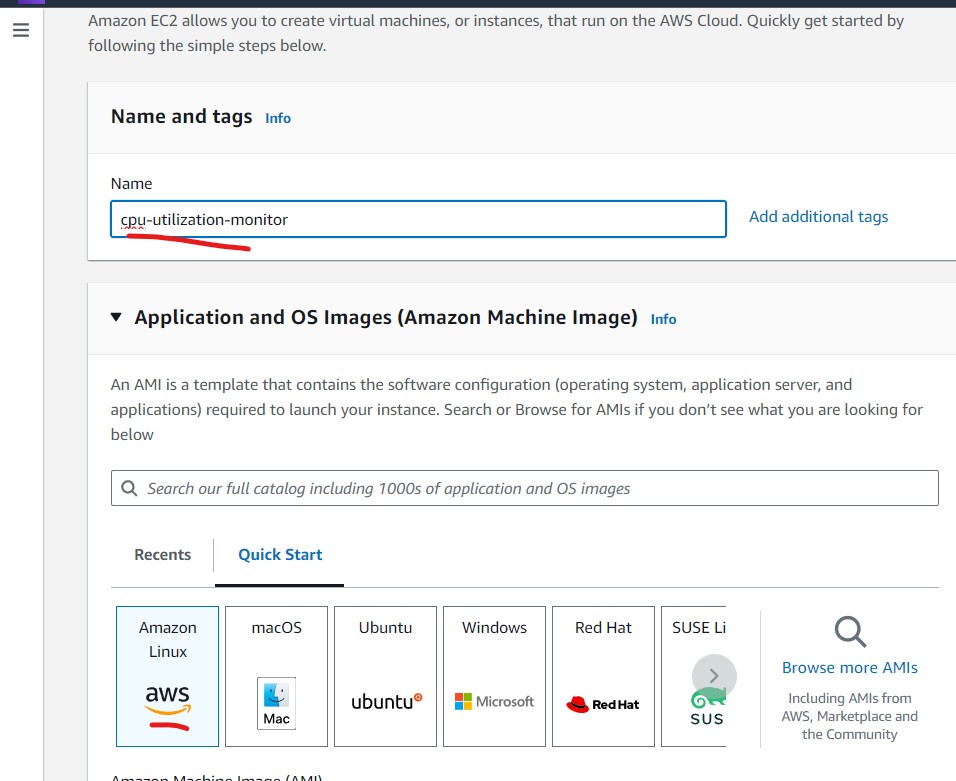 Amazon EC2 allows you to create virtual machines, or instances, that run on the AWS Cloud. Quickly get started by
following the simple steps below.
Name and tags Info
Name
cpu-utilization-monitor
Add additional tags
Application and OS Images (Amazon Machine Image) Info
An AMI is a template that contains the software configuration (operating system, application server, and
applications) required to launch your instance. Search or Browse for AMIs if you don’t see what you are looking for
below
Search our full catalog including 1000s of application and OS images
Recents
Quick Start
Amazon
Linux
aws
macOS
Mac
Ubuntu
ubuntu
Windows
Microsoft
Red Hat
Red Hat
SUSE Li
SUS
Browse more AMIs
Including AMIs from
AWS, Marketplace and
the Community
Amazon Machine Image (AMI)